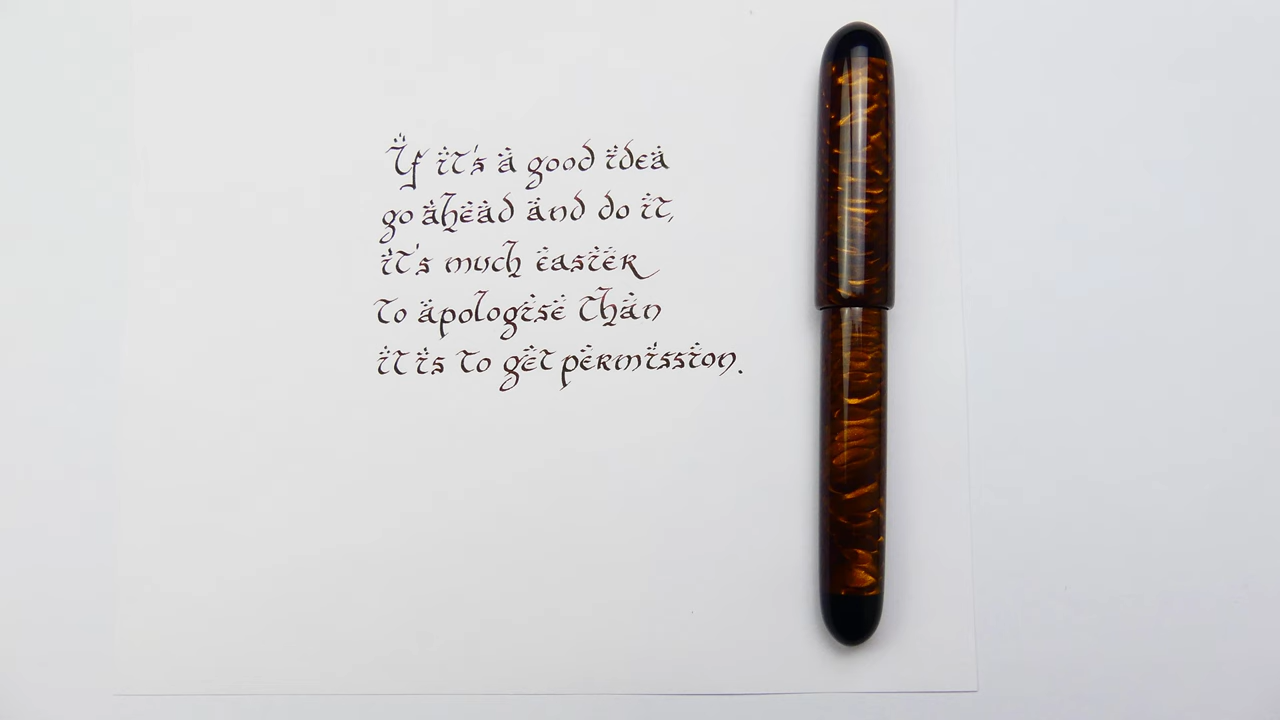 If it's a good idea
go ahead and do it,
it's much easier
to apologise than
it is to get permission.